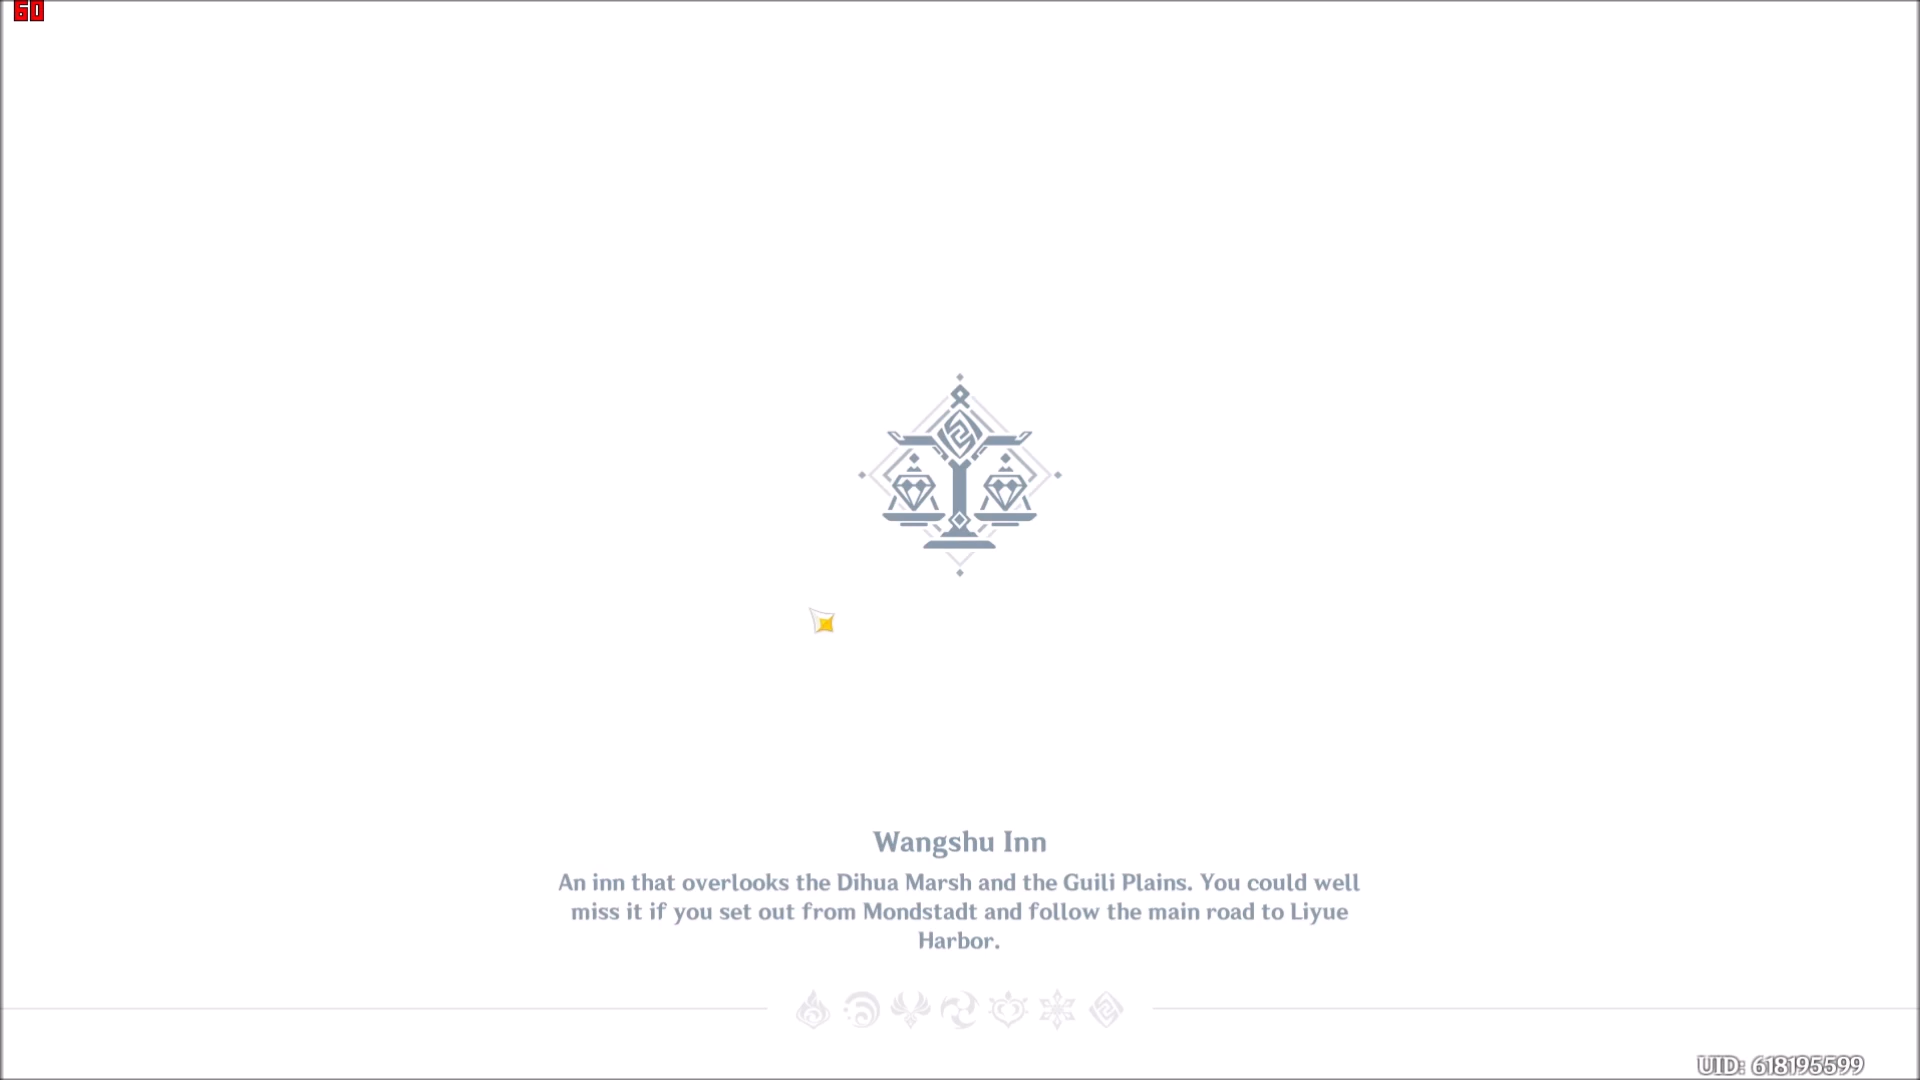 60
Wangshu Inn
An inn that overlooks the Dihua Marsh and the Guili Plains. You could well
miss it if you set out from Mondstadt and follow the main road to Liyue
Harbor.
UID: 618195599